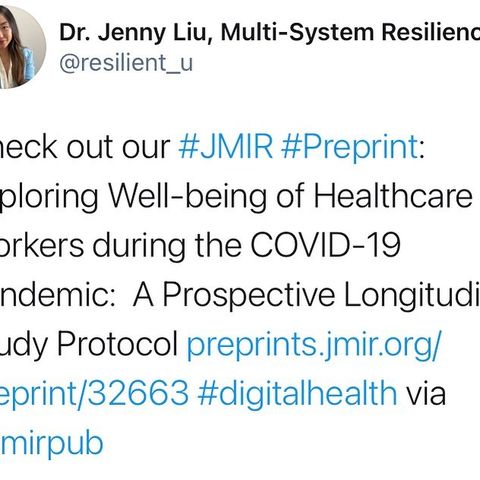 Dr. Jenny Liu, Multi-System Resilienc
@resilient_u
heck out our #JMIR #Preprint:
ploring Well-being of Healthcare
orkers during the COVID-19
ndemic:  A Prospective Longitudi
udy Protocol preprints.jmir.org/
eprint/32663 #digitalhealth via
mirpub